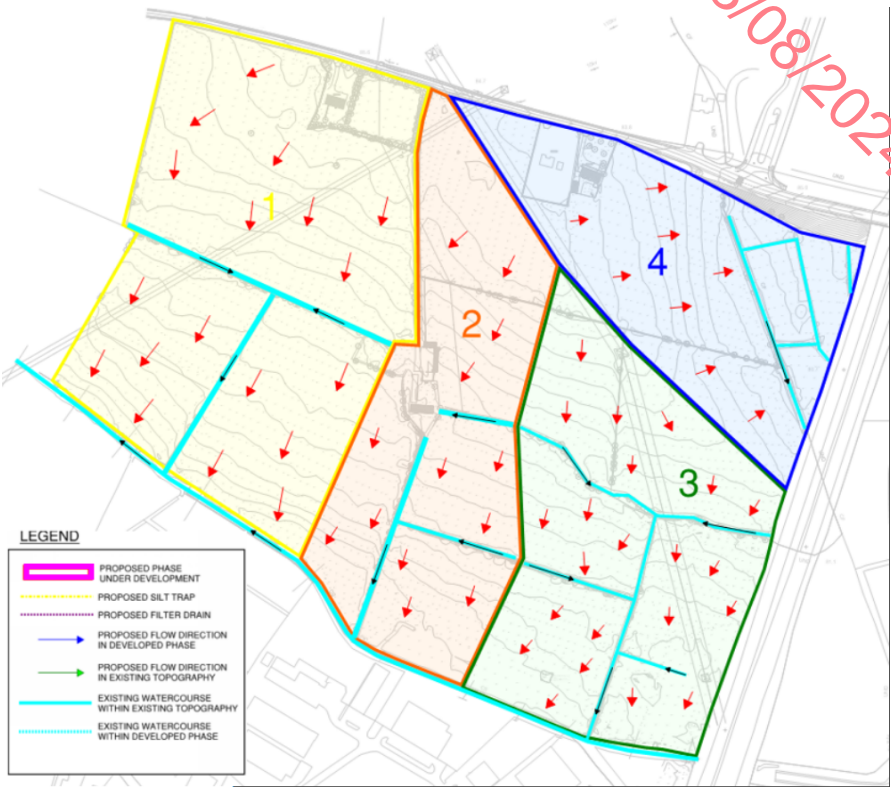 8/08/2024
1
4
2
3
LEGEND
PROPOSED PHASE
UNDER DEVELOPMENT
PROPOSED SILT TRAP
PROPOSED FILTER DRAIN
PROPOSED FLOW DIRECTION
IN DEVELOPED PHASE
PROPOSED FLOW DIRECTION
IN EXISTING TOPOGRAPHY
EXISTING WATERCOURSE
WITHIN EXISTING TOPOGRAPHY
EXISTING WATERCOURSE
WITHIN DEVELOPED PHASE